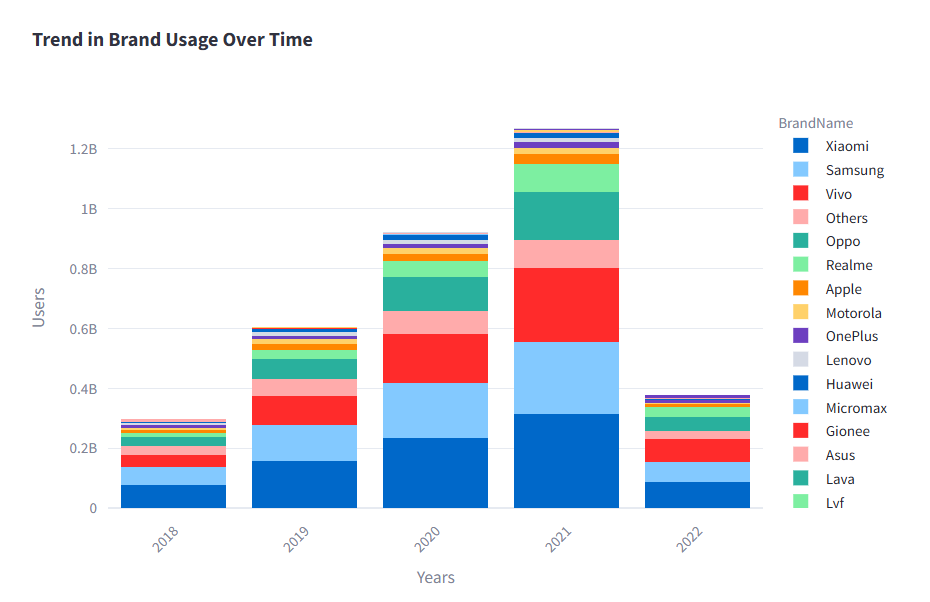 Trend in Brand Usage Over Time
BrandName
Xiaomi
Samsung
Vivo
Others
Oppo
Realme
Apple
Motorola
OnePlus
Lenovo
Huawei
Micromax
Gionee
Asus
Lava
Lvf
Users
1.2B
1B
0.8B
0.6B
0.4B
0.2B
0
2018
2019
2020
2021
2022
Years